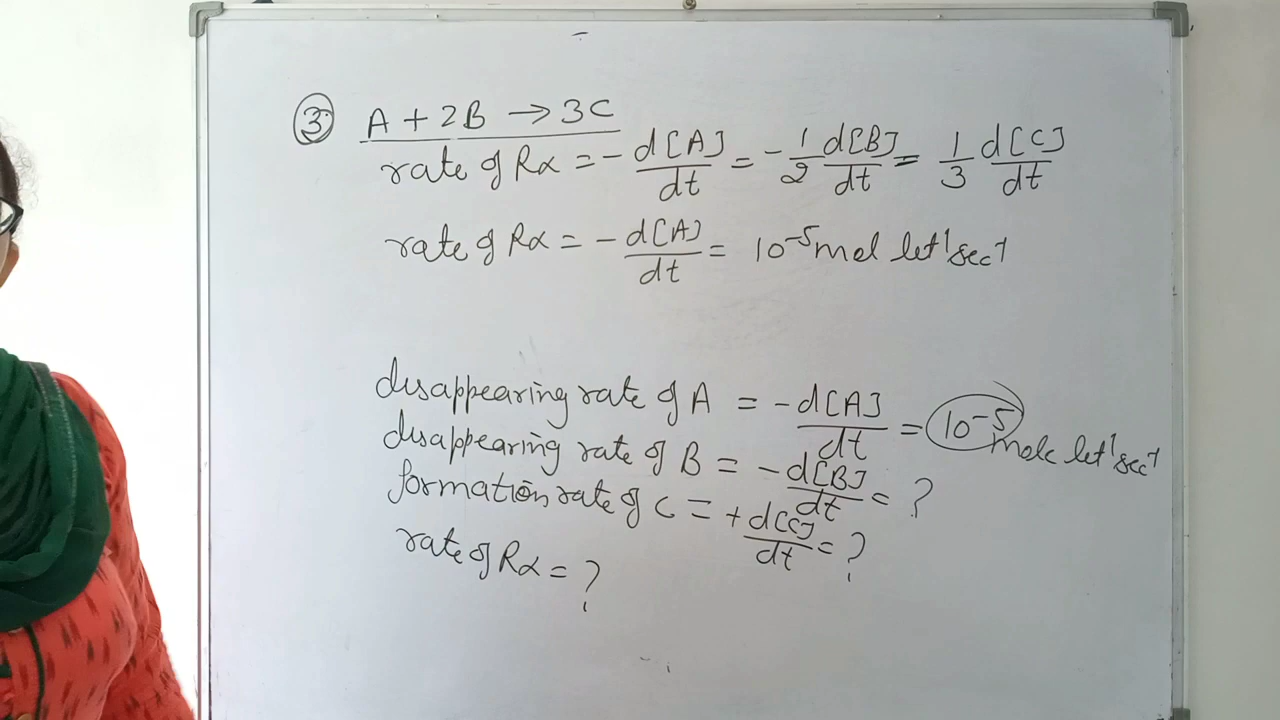 ③ A + 2B → 3C
rate of Rx = - d[A]/dt = - 1/2 d[B]/dt = 1/3 d[C]/dt
rate of Rx = - d[A]/dt = 10⁻⁵ mol let⁻¹ sec⁻¹
disappearing rate of A = - d[A]/dt = 10⁻⁵ mole let⁻¹ sec⁻¹
disappearing rate of B = - d[B]/dt = ?
formation rate of C = + d[C]/dt = ?
rate of Rx = ?